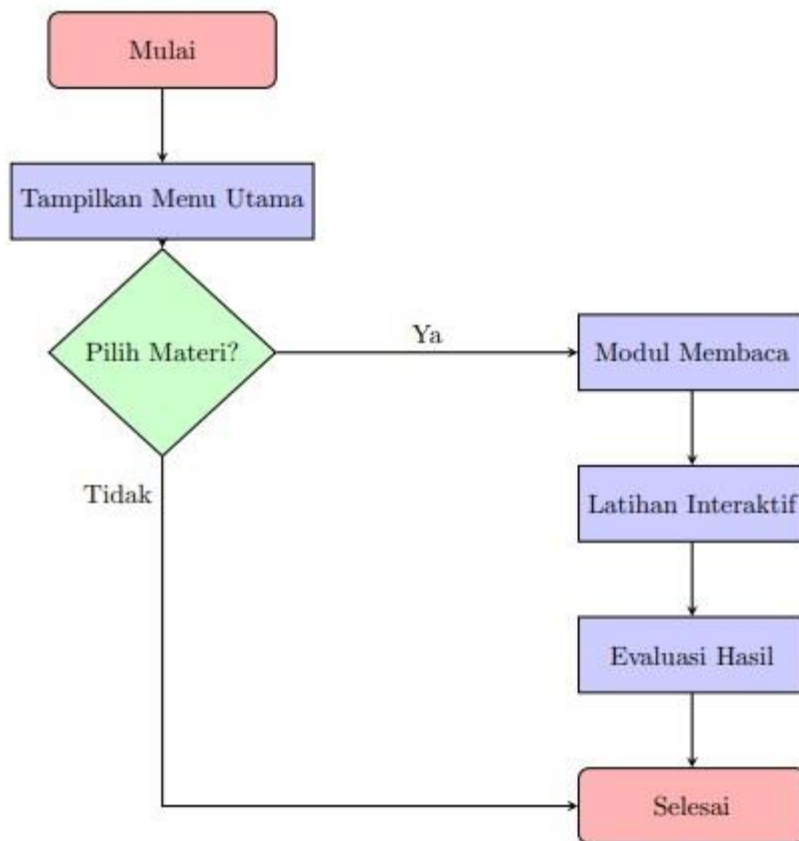 Mulai
Tampilkan Menu Utama
Pilih Materi?
Ya
Modul Membaca
Tidak
Latihan Interaktif
Evaluasi Hasil
Selesai